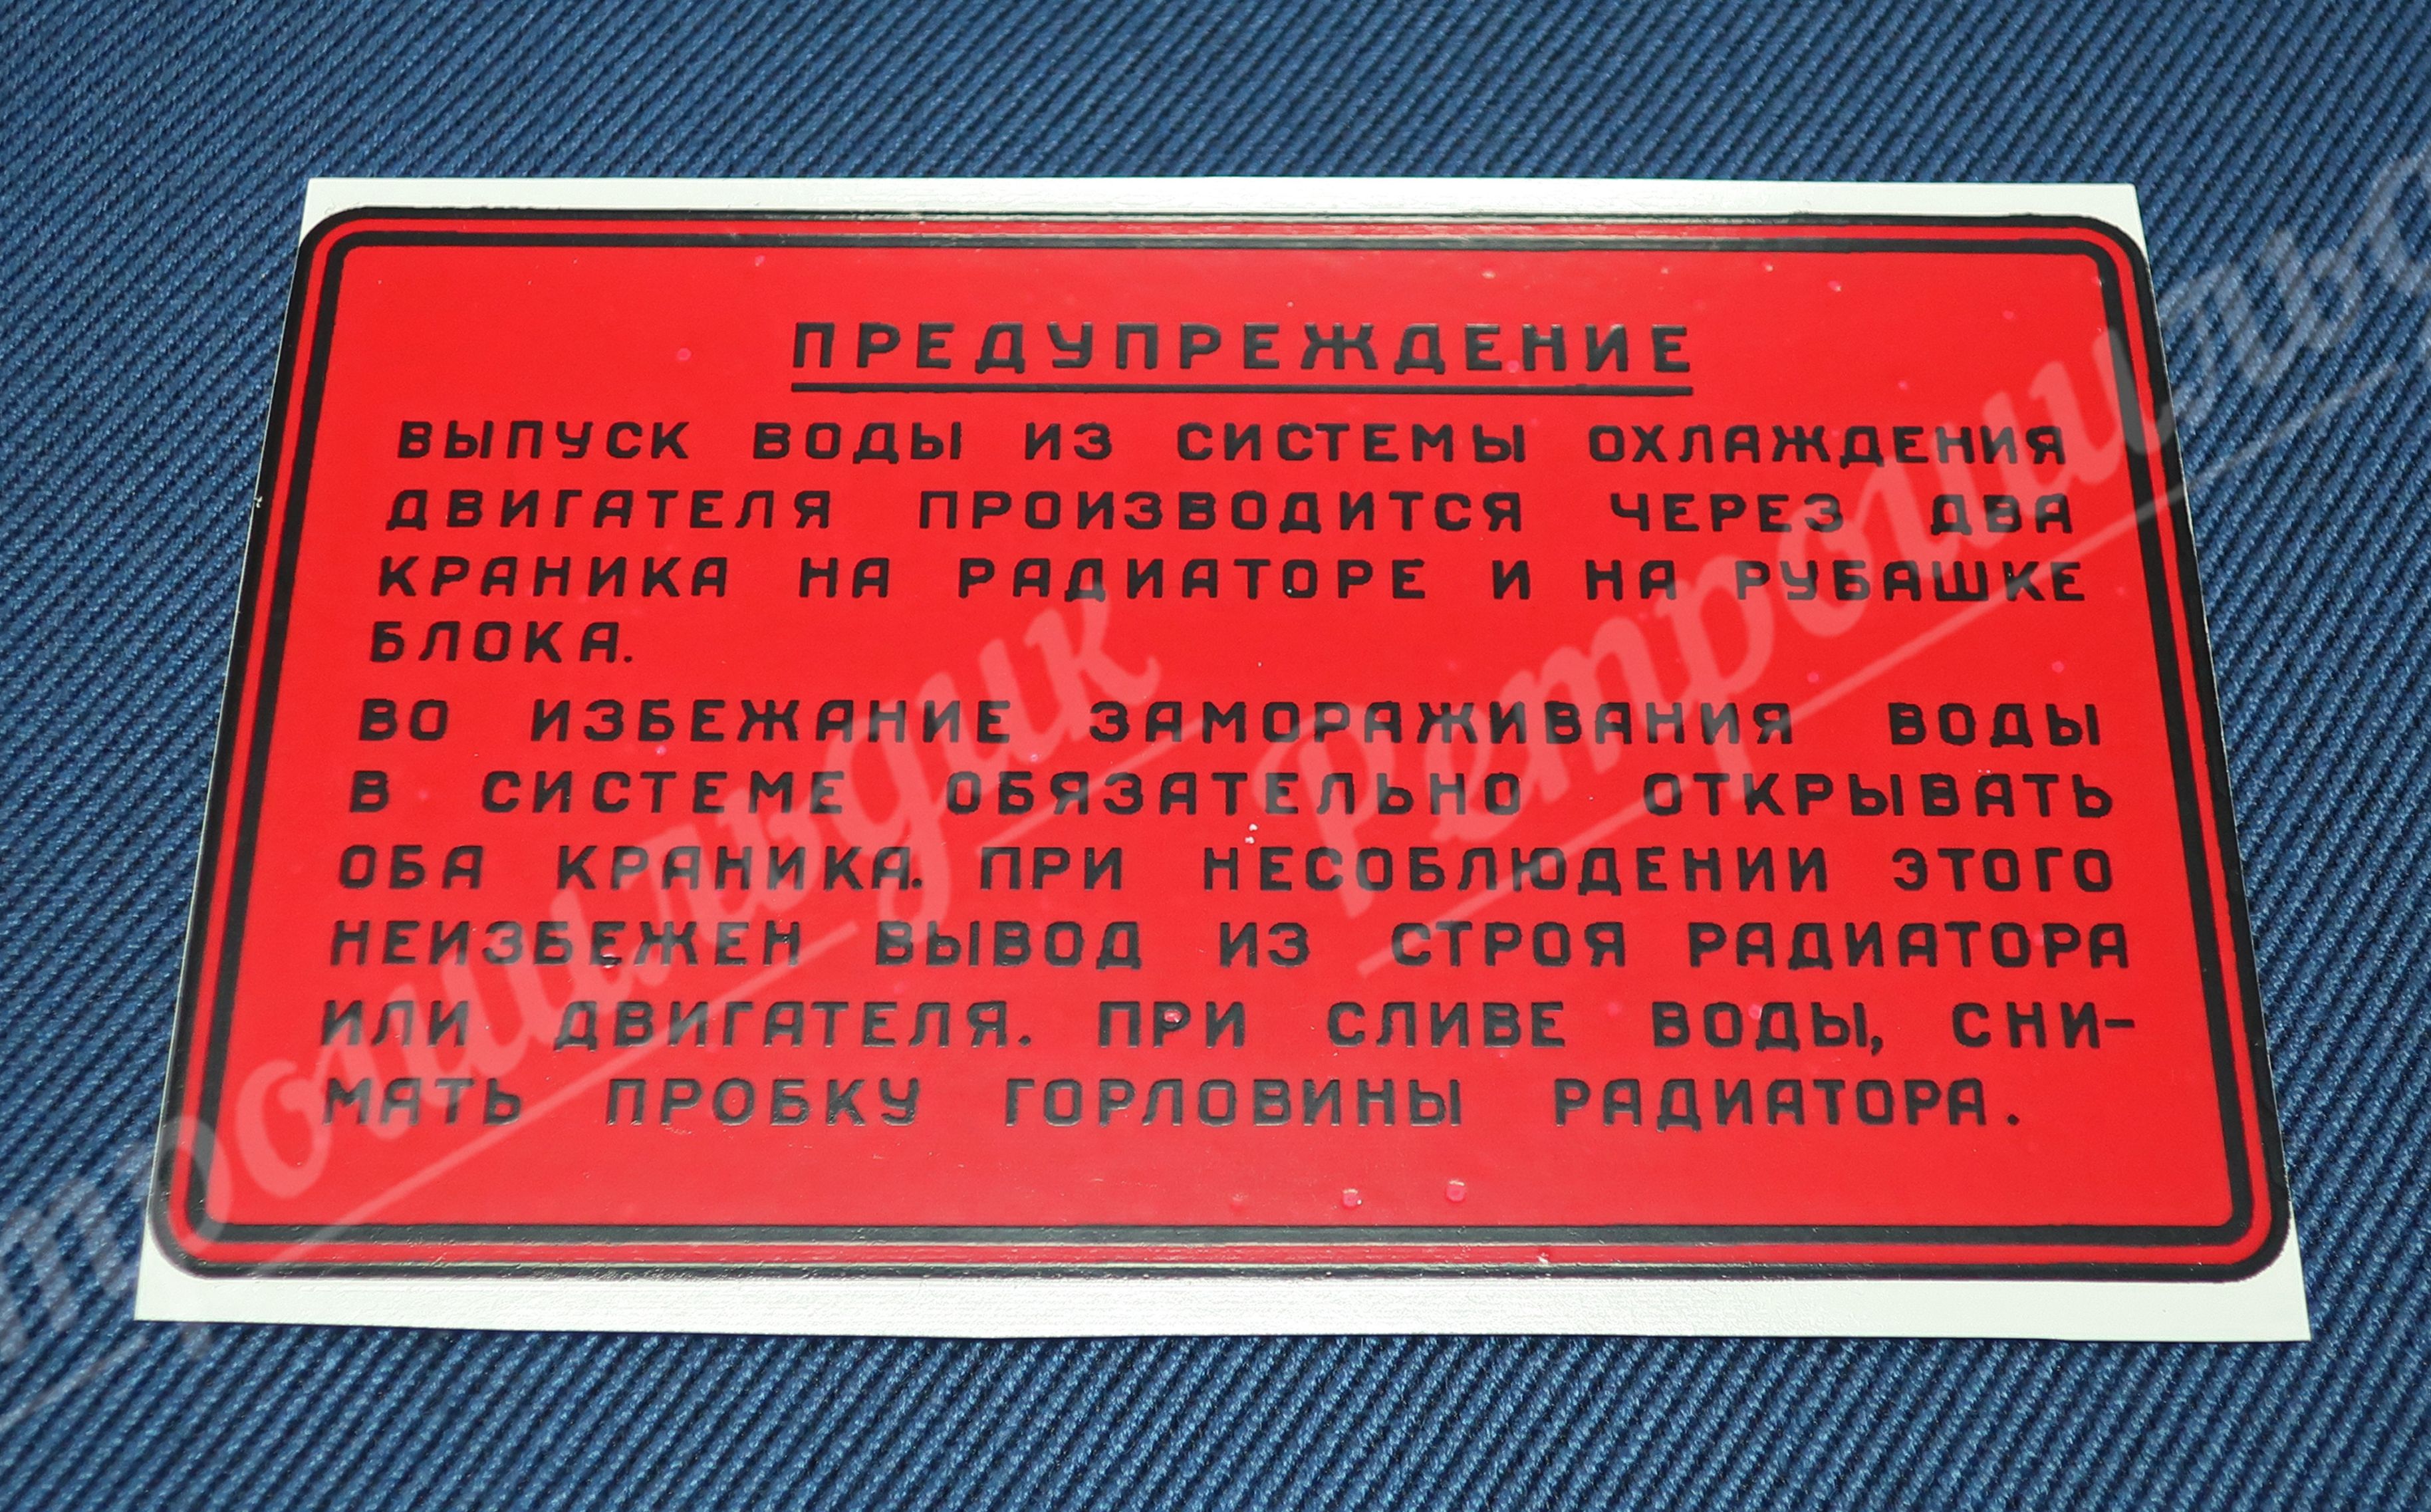 ПРЕДУПРЕЖДЕНИЕ
ВЫПУСК ВОДЫ ИЗ СИСТЕМЫ ОХЛАЖДЕНИЯ
ДВИГАТЕЛЯ ПРОИЗВОДИТСЯ ЧЕРЕЗ ДВА
КРАНИКА НА РАДИАТОРЕ И НА РУБАШКЕ
БЛОКА.
ВО ИЗБЕЖАНИЕ ЗАМОРАЖИВАНИЯ ВОДЫ
В СИСТЕМЕ ОБЯЗАТЕЛЬНО ОТКРЫВАТЬ
ОБА КРАНИКА. ПРИ НЕСОБЛЮДЕНИИ ЭТОГО
НЕИЗБЕЖЕН ВЫВОД ИЗ СТРОЯ РАДИАТОРА
ИЛИ ДВИГАТЕЛЯ. ПРИ СЛИВЕ ВОДЫ, СНИ-
МАТЬ ПРОБКУ ГОРЛОВИНЫ РАДИАТОРА.